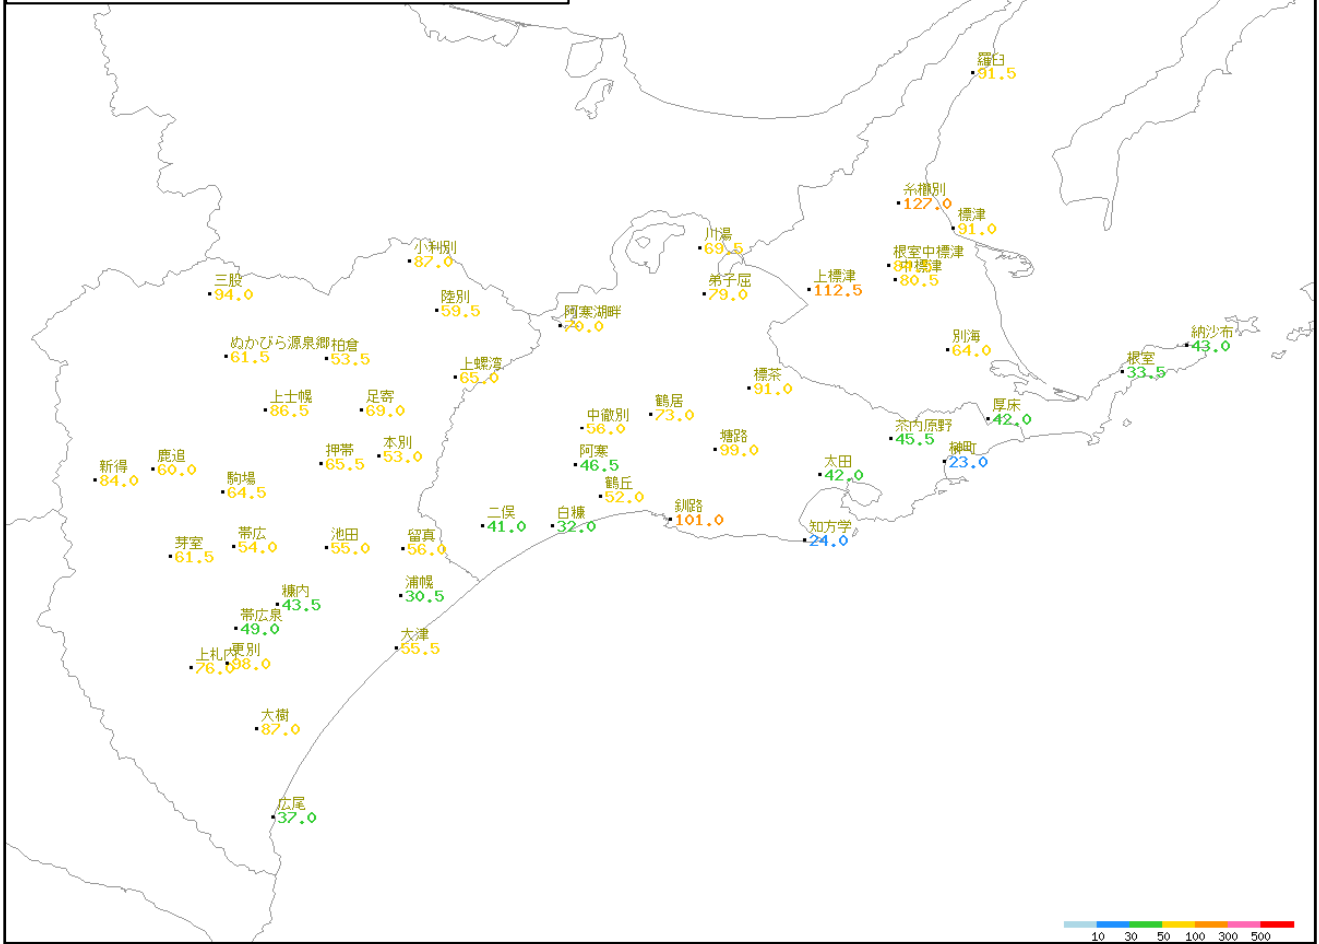 羅臼
91.5
糸櫛別
127.0
標津
91.0
川湯
69.5
小利別
87.0
根室中標津
中標津
80.5
三股
94.0
弟子屈
79.0
上標津
112.5
陸別
59.5
阿寒湖畔
70.0
納沙布
43.0
ぬかびら源泉郷
61.5
柏倉
53.5
別海
64.0
根室
33.5
上螺湾
65.0
標茶
91.0
上士幌
86.5
足寄
69.0
鶴居
73.0
厚床
42.0
中徹別
56.0
茶内原野
45.5
塘路
99.0
本別
53.0
押帯
65.5
鹿追
60.0
新得
84.0
阿寒
46.5
榊町
23.0
太田
42.0
駒場
64.5
鶴丘
52.0
釧路
101.0
二俣
41.0
白糠
32.0
知方学
24.0
帯広
54.0
池田
55.0
留真
56.0
芽室
61.5
浦幌
30.5
糠内
43.5
帯広泉
49.0
大津
55.5
上札内
76.0
更別
98.0
大樹
87.0
広尾
37.0
10 30 50 100 300 500